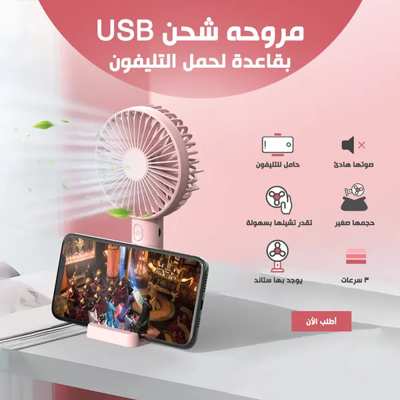 مروحه شحن USB
بقاعدة لحمل التليفون
صوتها هادئ
حامل للتليفون
حجمها صغير
تقدر تشيلها بسهولة
٣ سرعات
يوجد بها ستاند
أطلب الأن